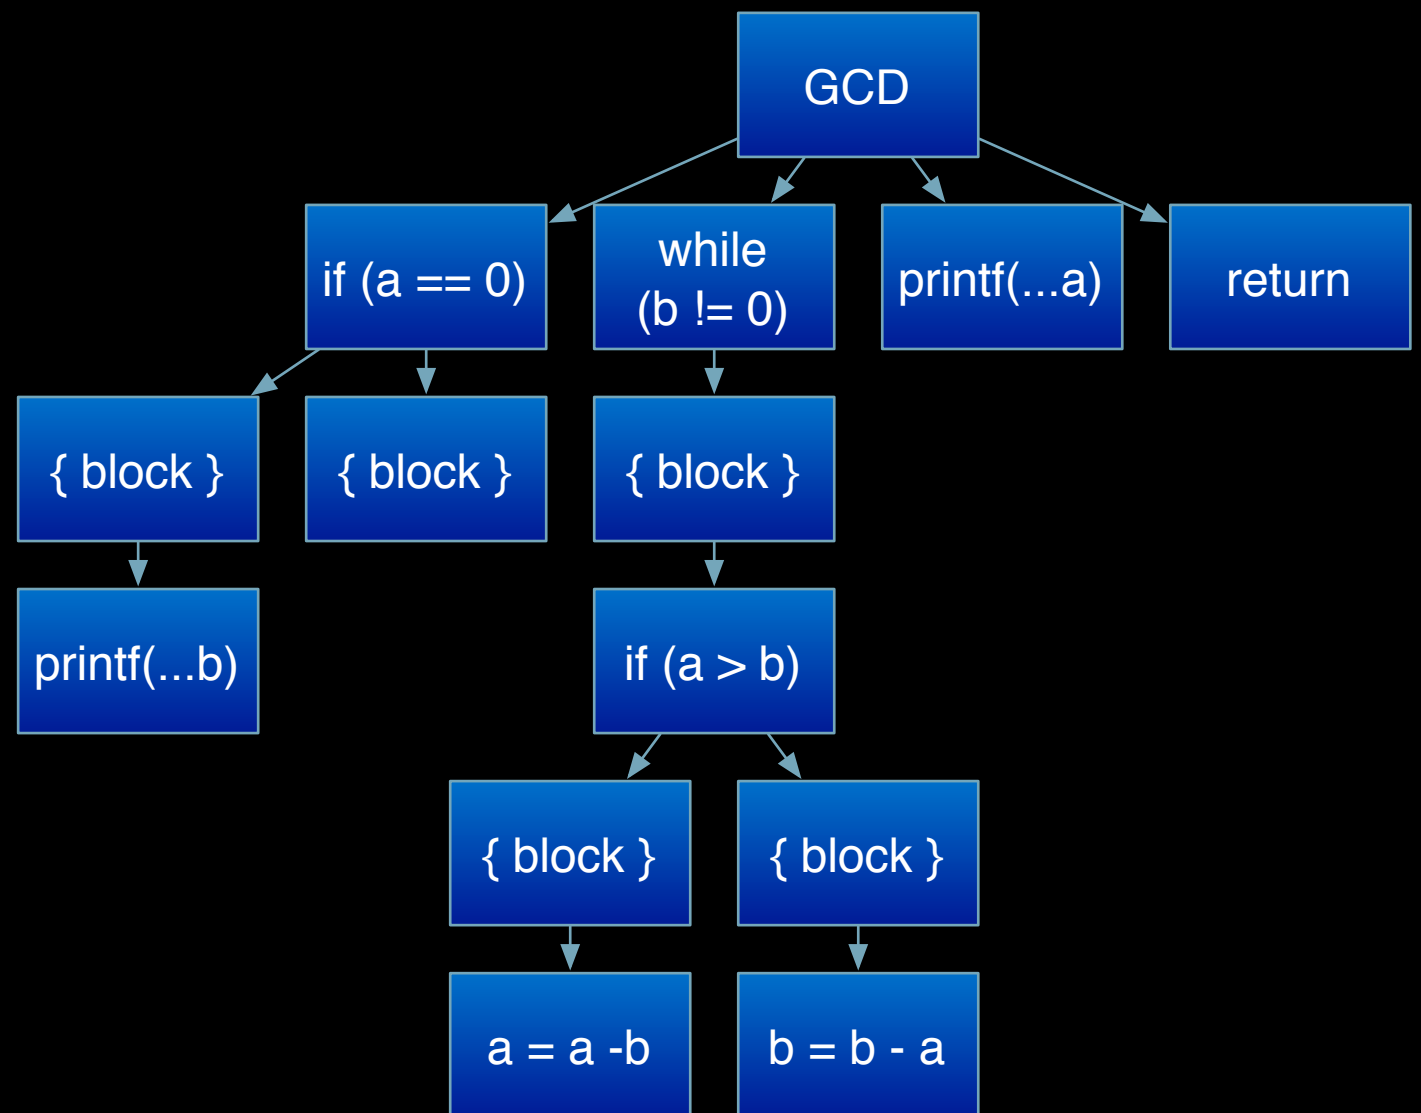 GCD
if (a == 0)
while
(b != 0)
printf(...a)
return
{ block }
{ block }
{ block }
printf(...b)
if (a > b)
{ block }
{ block }
a = a -b
b = b - a